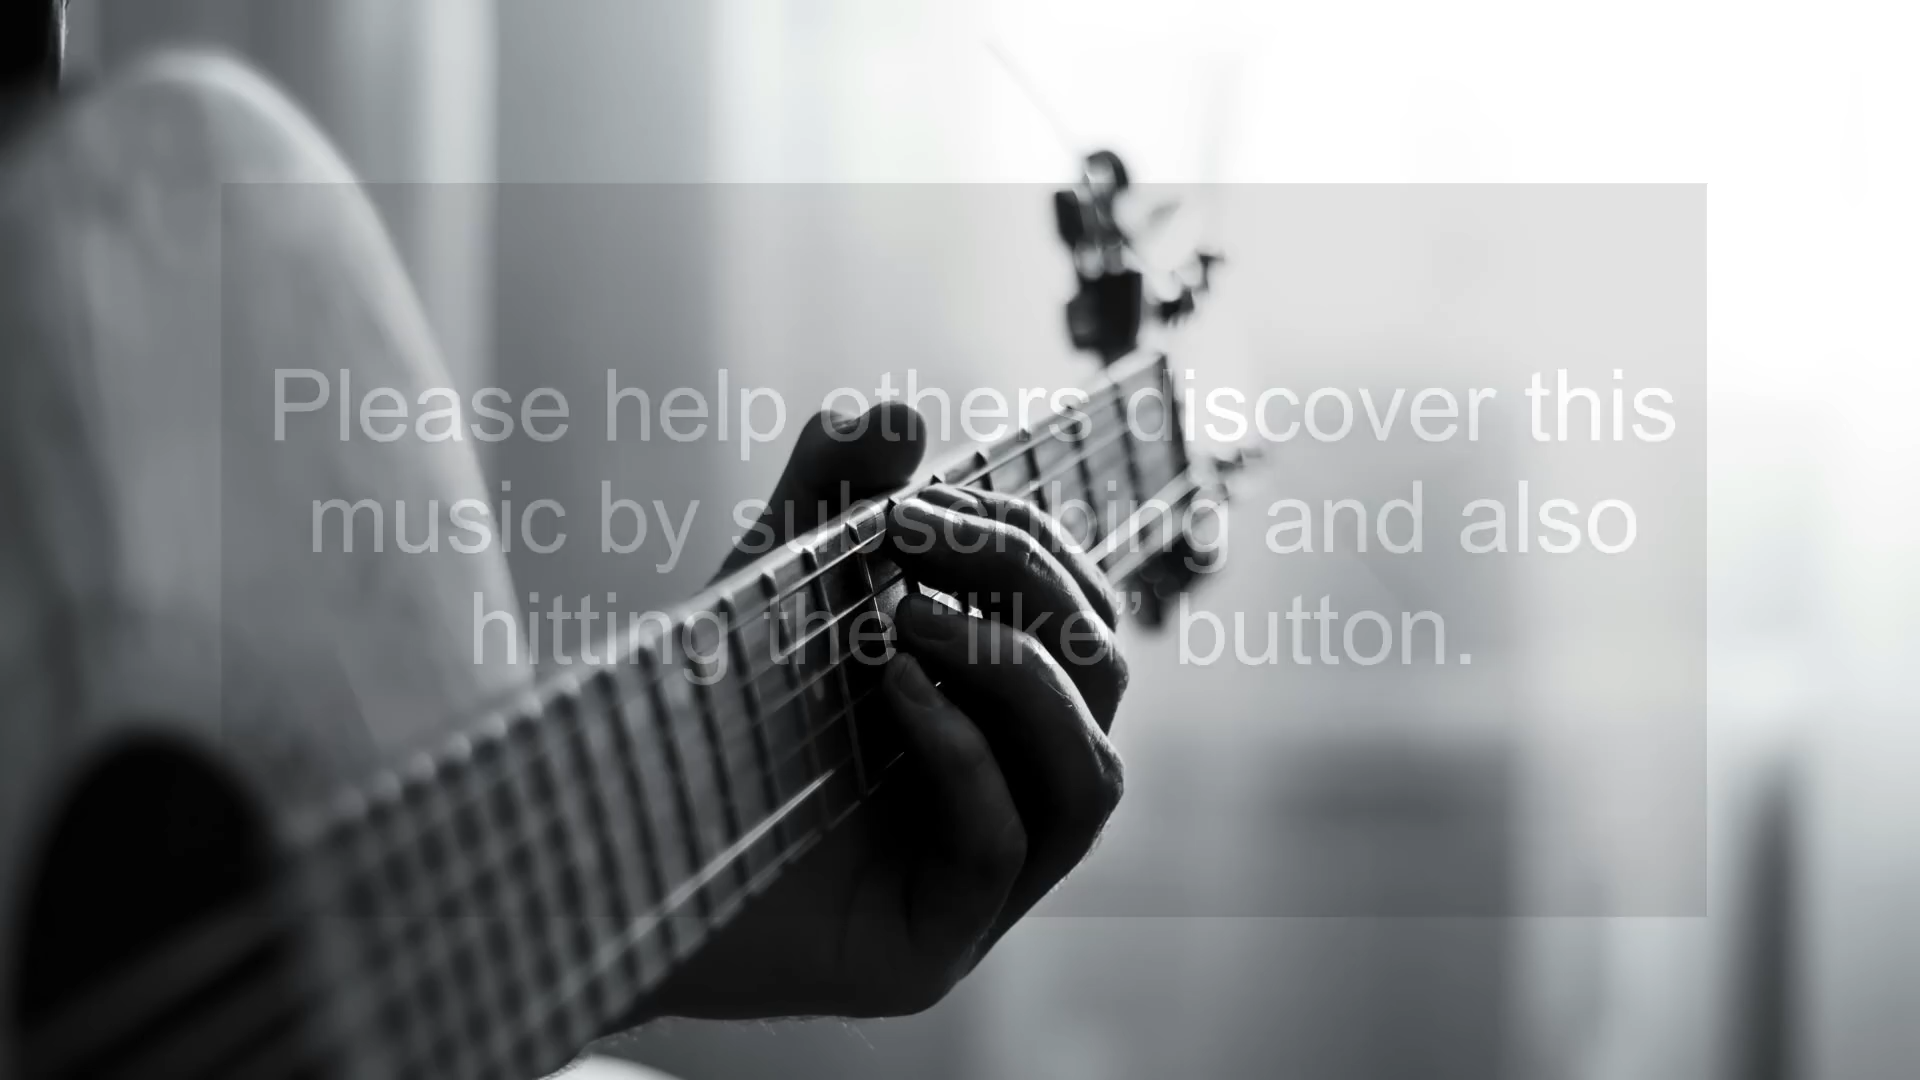 Please help others discover this
music by subscribing and also
hitting the “like” button.